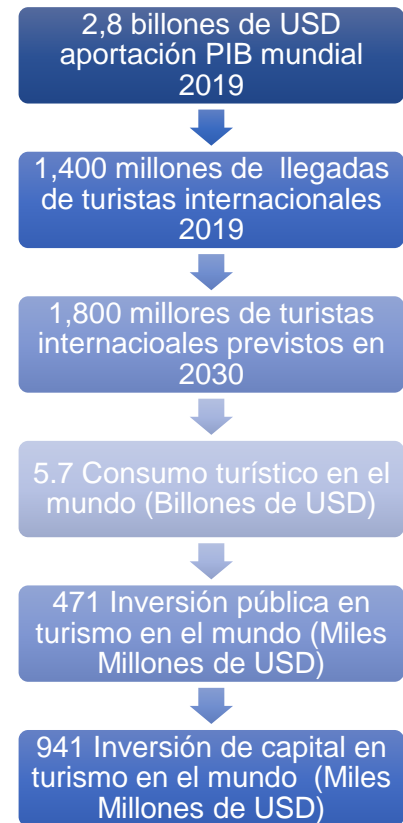 2,8 billones de USD
aportación PIB mundial
2019
1,400 millones de llegadas
de turistas internacionales
2019
1,800 millores de turistas
internacioales previstos en
2030
5.7 Consumo turístico en el
mundo (Billones de USD)
471 Inversión pública en
turismo en el mundo (Miles
Millones de USD)
941 Inversión de capital en
turismo en el mundo (Miles
Millones de USD)